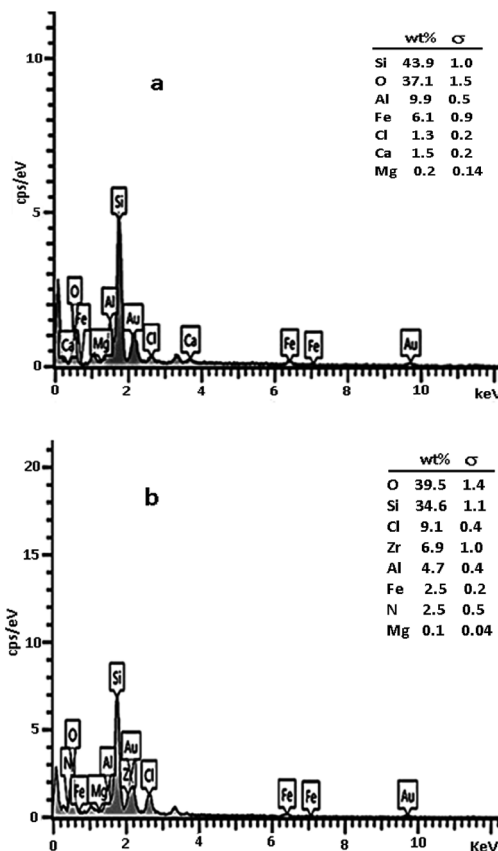 a
wt% σ
Si 43.9 1.0
O 37.1 1.5
Al 9.9 0.5
Fe 6.1 0.9
Cl 1.3 0.2
Ca 1.5 0.2
Mg 0.2 0.14
cps/eV
10
5
0
Si
O
Fe
Al
Au
Ca
Mg
Cl
Ca
Fe
Fe
Au
0 2 4 6 8 10
keV
b
wt% σ
O 39.5 1.4
Si 34.6 1.1
Cl 9.1 0.4
Zr 6.9 1.0
Al 4.7 0.4
Fe 2.5 0.2
N 2.5 0.5
Mg 0.1 0.04
cps/eV
20
15
10
5
0
Si
O
Au
N
Al
Zr
Cl
Fe
Mg
Fe
Fe
Au
0 2 4 6 8 10
KeV